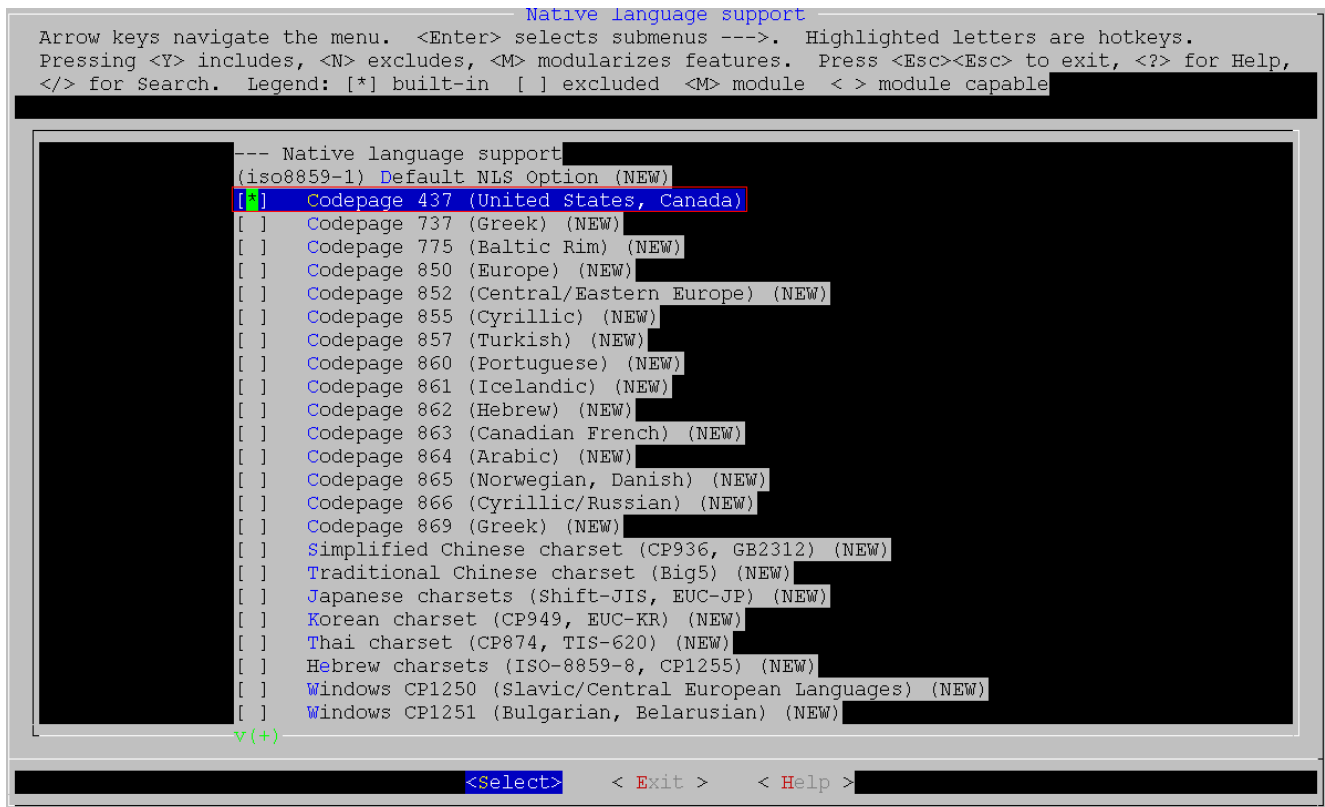 Native language support
Arrow keys navigate the menu.  <Enter> selects submenus --->.  Highlighted letters are hotkeys.
Pressing <Y> includes, <N> excludes, <M> modularizes features.  Press <Esc><Esc> to exit, <?> for Help,
</> for Search.  Legend: [*] built-in  [ ] excluded  <M> module  < > module capable
--- Native language support
(iso8859-1) Default NLS Option (NEW)
[*]   Codepage 437 (United States, Canada)
[ ]   Codepage 737 (Greek) (NEW)
[ ]   Codepage 775 (Baltic Rim) (NEW)
[ ]   Codepage 850 (Europe) (NEW)
[ ]   Codepage 852 (Central/Eastern Europe) (NEW)
[ ]   Codepage 855 (Cyrillic) (NEW)
[ ]   Codepage 857 (Turkish) (NEW)
[ ]   Codepage 860 (Portuguese) (NEW)
[ ]   Codepage 861 (Icelandic) (NEW)
[ ]   Codepage 862 (Hebrew) (NEW)
[ ]   Codepage 863 (Canadian French) (NEW)
[ ]   Codepage 864 (Arabic) (NEW)
[ ]   Codepage 865 (Norwegian, Danish) (NEW)
[ ]   Codepage 866 (Cyrillic/Russian) (NEW)
[ ]   Codepage 869 (Greek) (NEW)
[ ]   Simplified Chinese charset (CP936, GB2312) (NEW)
[ ]   Traditional Chinese charset (Big5) (NEW)
[ ]   Japanese charsets (Shift-JIS, EUC-JP) (NEW)
[ ]   Korean charset (CP949, EUC-KR) (NEW)
[ ]   Thai charset (CP874, TIS-620) (NEW)
[ ]   Hebrew charsets (ISO-8859-8, CP1255) (NEW)
[ ]   Windows CP1250 (Slavic/Central European Languages) (NEW)
[ ]   Windows CP1251 (Bulgarian, Belarusian) (NEW)
v(+)
<Select>    < Exit >    < Help >